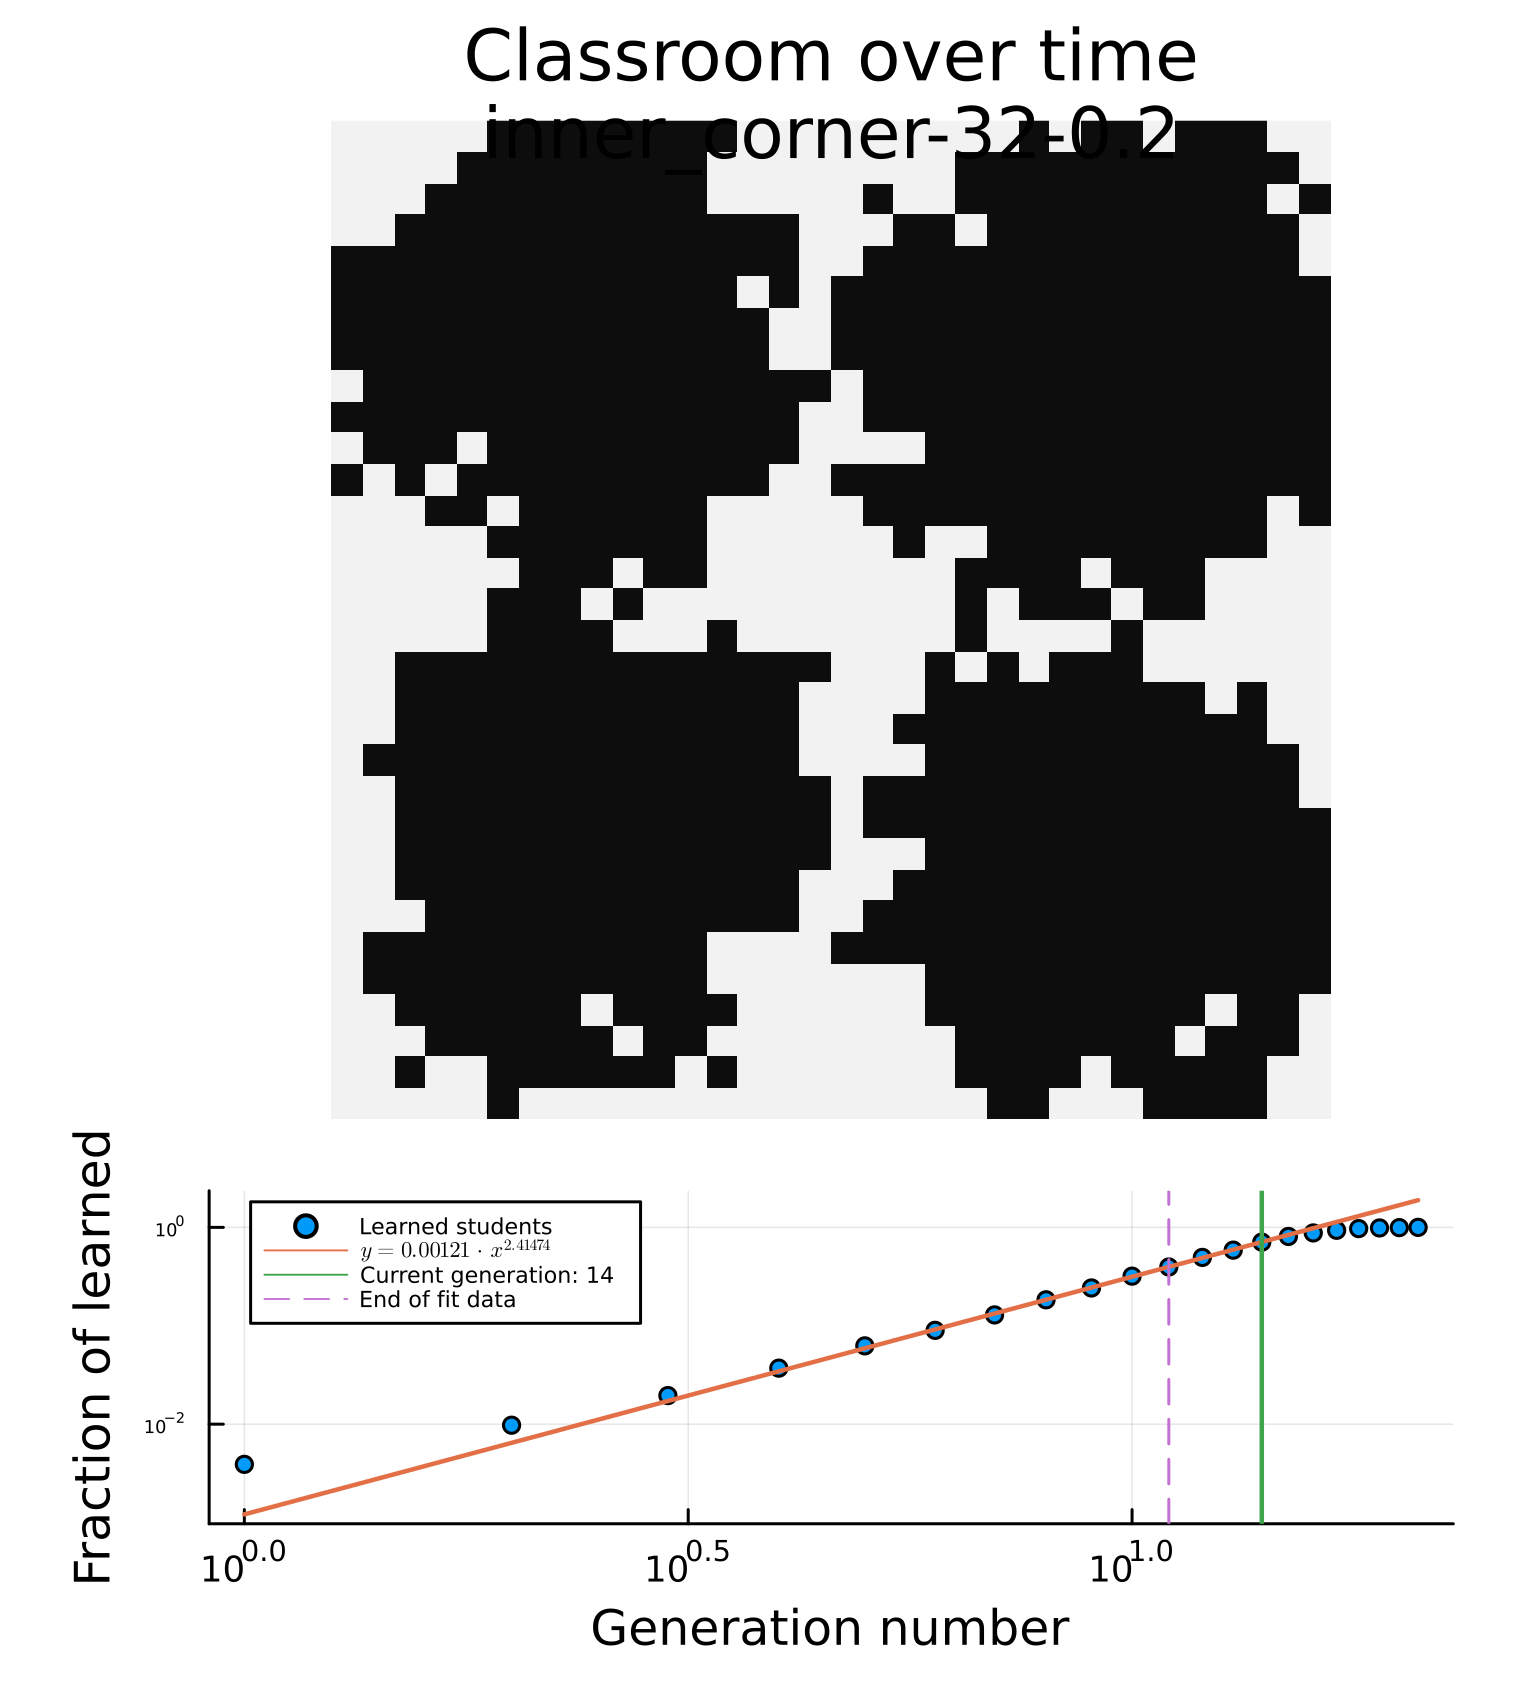 Classroom over time
inner_corner-32-0.2
Fraction of learned
10^0
10^−2
Learned students
y = 0.00121 · x^2.41474
Current generation: 14
End of fit data
10^0.0
10^0.5
10^1.0
Generation number